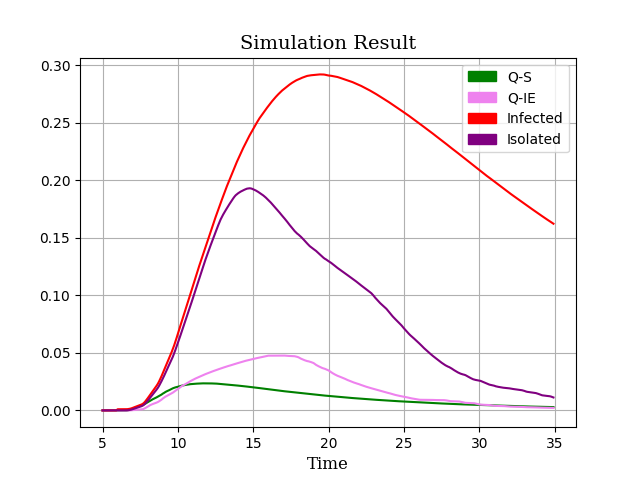 Simulation Result
0.30
0.25
0.20
0.15
0.10
0.05
0.00
Q-S
Q-IE
Infected
Isolated
5 10 15 20 25 30 35
Time